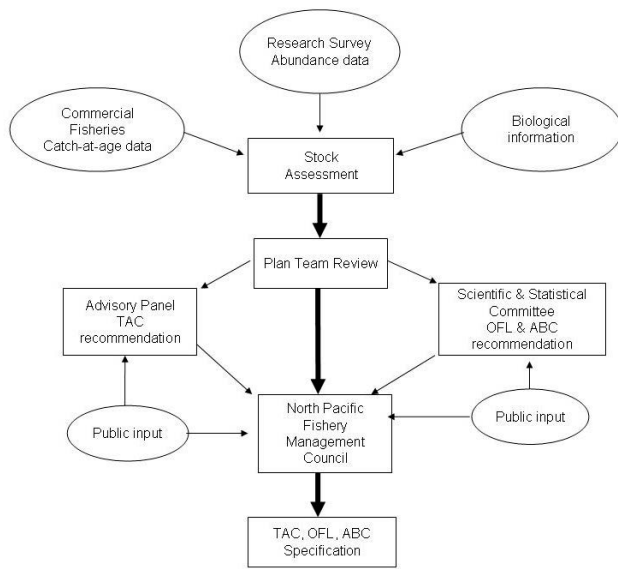 Research Survey
Abundance data
Commercial
Fisheries
Catch-at-age data
Biological
information
Stock
Assessment
Plan Team Review
Advisory Panel
TAC
recommendation
Scientific & Statistical
Committee
OFL & ABC
recommendation
North Pacific
Fishery
Management
Council
Public input
Public input
TAC, OFL, ABC
Specification